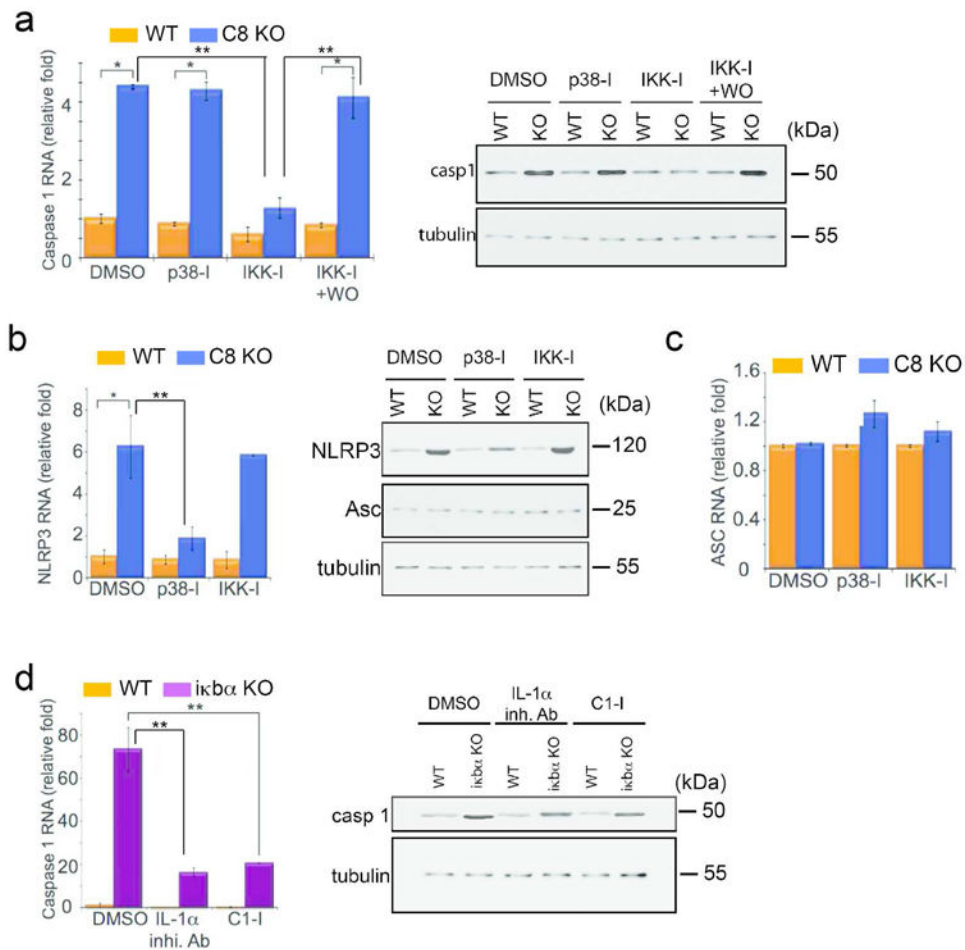 a
WT C8 KO
** **
* * *
Caspase 1 RNA (relative fold)
4
2
0
DMSO p38-I IKK-I IKK-I
+WO
DMSO p38-I IKK-I IKK-I
+WO
WT KO WT KO WT KO WT KO (kDa)
casp1 50
tubulin 55
b
WT C8 KO
* **
NLRP3 RNA (relative fold)
8
6
4
2
0
DMSO p38-I IKK-I
DMSO p38-I IKK-I
WT KO WT KO WT KO (kDa)
NLRP3 120
Asc 25
tubulin 55
c
WT C8 KO
ASC RNA (relative fold)
1.6
1.2
0.8
0.4
0
DMSO p38-I IKK-I
d
WT iκbα KO
**
**
Caspase 1 RNA (relative fold)
80
60
40
20
0
DMSO IL-1α C1-I
inhi. Ab
DMSO IL-1α C1-I
inh. Ab
WT iκbα KO WT iκbα KO WT iκbα KO (kDa)
casp 1 50
tubulin 55